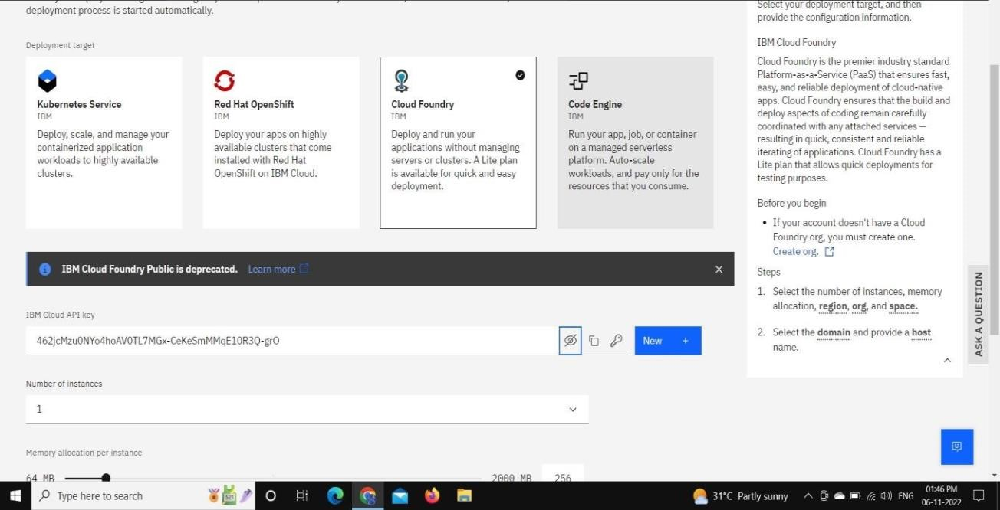 deployment process is started automatically.
Deployment target
Kubernetes Service
IBM
Deploy, scale, and manage your
containerized application
workloads to highly available
clusters.
Red Hat OpenShift
IBM
Deploy your apps on highly
available clusters that come
installed with Red Hat
OpenShift on IBM Cloud.
Cloud Foundry
IBM
Deploy and run your
applications without managing
servers or clusters. A Lite plan
is available for quick and easy
deployment.
Code Engine
IBM
Run your app, job, or container
on a managed serverless
platform. Auto-scale
workloads, and pay only for the
resources that you consume.
IBM Cloud Foundry Public is deprecated. Learn more
IBM Cloud API key
462jcMzu0NYo4hoAV0TL7MGx-CeKeSmMMqE10R3Q-grO
New +
Number of instances
1
Memory allocation per instance
64 MB
2000 MB
256
Select your deployment target, and then
provide the configuration information.
IBM Cloud Foundry
Cloud Foundry is the premier industry standard
Platform-as-a-Service (PaaS) that ensures fast,
easy, and reliable deployment of cloud-native
apps. Cloud Foundry ensures that the build and
deploy aspects of coding remain carefully
coordinated with any attached services —
resulting in quick, consistent and reliable
iterating of applications. Cloud Foundry has a
Lite plan that allows quick deployments for
testing purposes.
Before you begin
• If your account doesn't have a Cloud
Foundry org, you must create one.
Create org.
Steps
1. Select the number of instances, memory
allocation, region, org, and space.
2. Select the domain and provide a host
name.
ASK A QUESTION
Type here to search
31°C Partly sunny
ENG
01:46 PM
06-11-2022